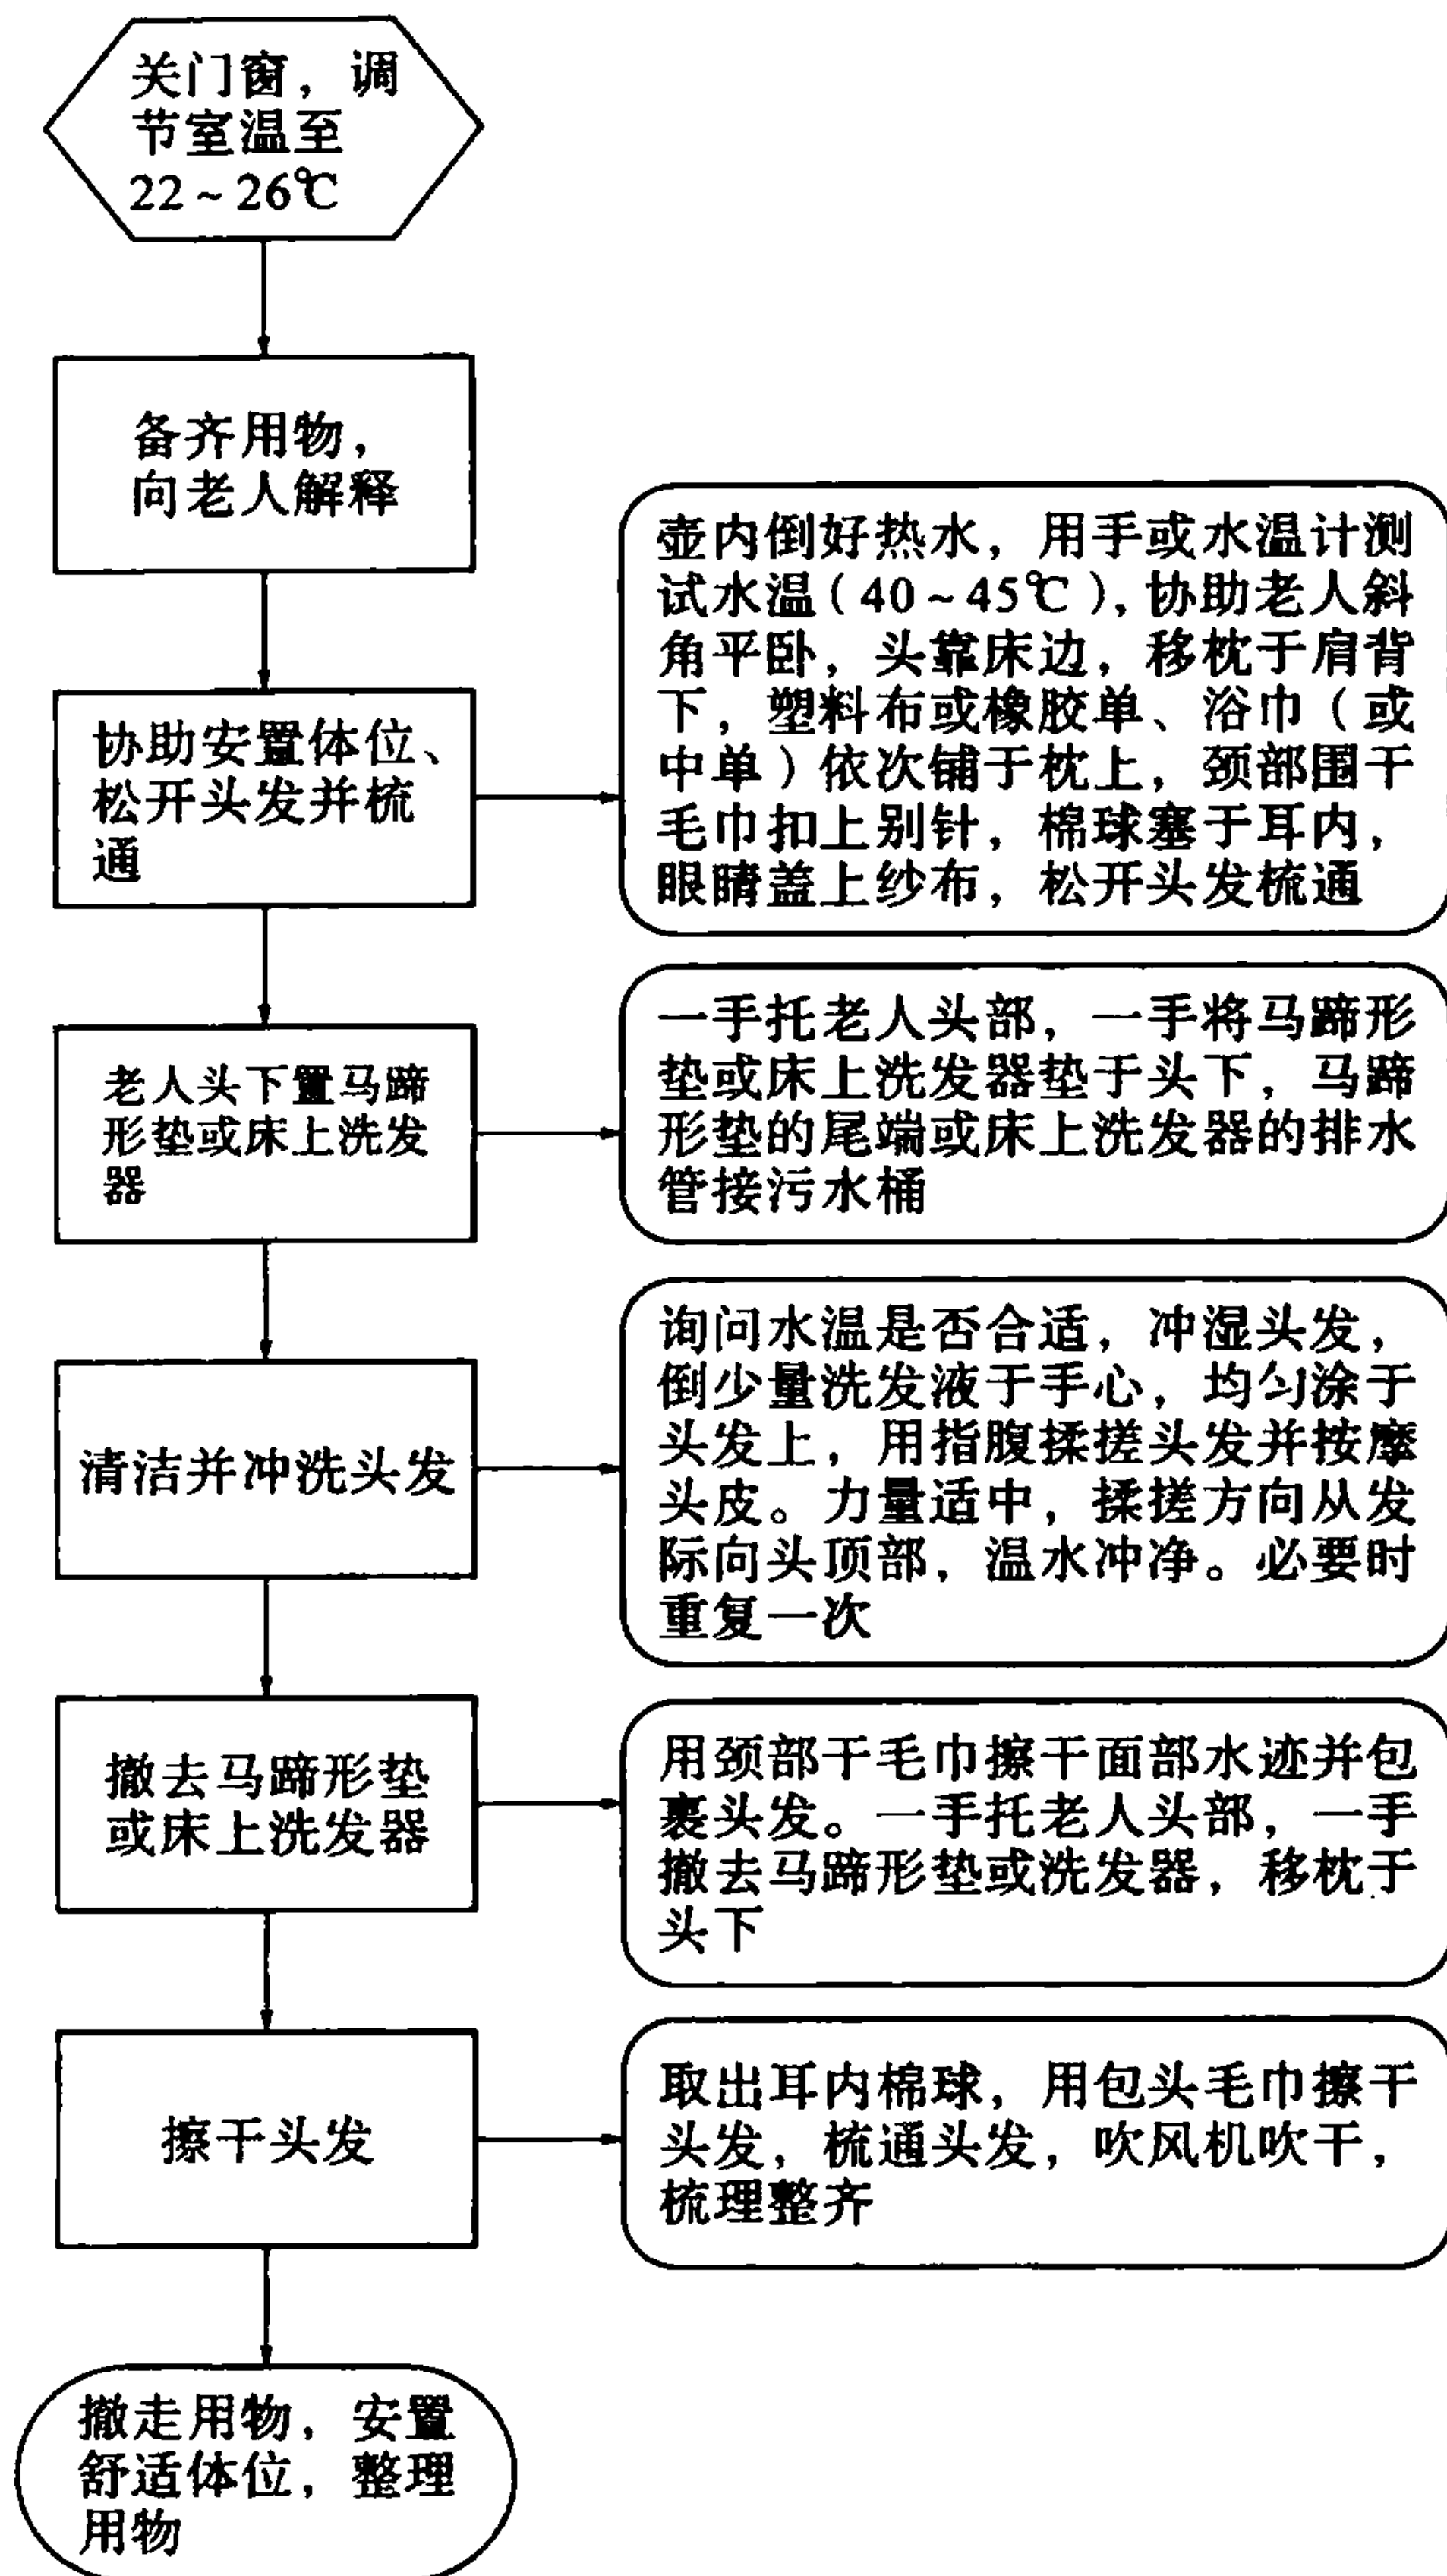 关门窗，调
节室温至
22～26℃
备齐用物，
向老人解释
协助安置体位、
松开头发并梳
通
壶内倒好热水，用手或水温计测
试水温（40～45℃），协助老人斜
角平卧，头靠床边，移枕于肩背
下，塑料布或橡胶单、浴巾（或
中单）依次铺于枕上，颈部围干
毛巾扣上别针，棉球塞于耳内，
眼睛盖上纱布，松开头发梳通
老人头下置马蹄
形垫或床上洗发
器
一手托老人头部，一手将马蹄形
垫或床上洗发器垫于头下，马蹄
形垫的尾端或床上洗发器的排水
管接污水桶
清洁并冲洗头发
询问水温是否合适，冲湿头发，
倒少量洗发液于手心，均匀涂于
头发上，用指腹揉搓头发并按摩
头皮。力量适中，揉搓方向从发
际向头顶部，温水冲净。必要时
重复一次
撤去马蹄形垫
或床上洗发器
用颈部干毛巾擦干面部水迹并包
裹头发。一手托老人头部，一手
撤去马蹄形垫或洗发器，移枕于
头下
擦干头发
取出耳内棉球，用包头毛巾擦干
头发，梳通头发，吹风机吹干，
梳理整齐
撤走用物，安置
舒适体位，整理
用物